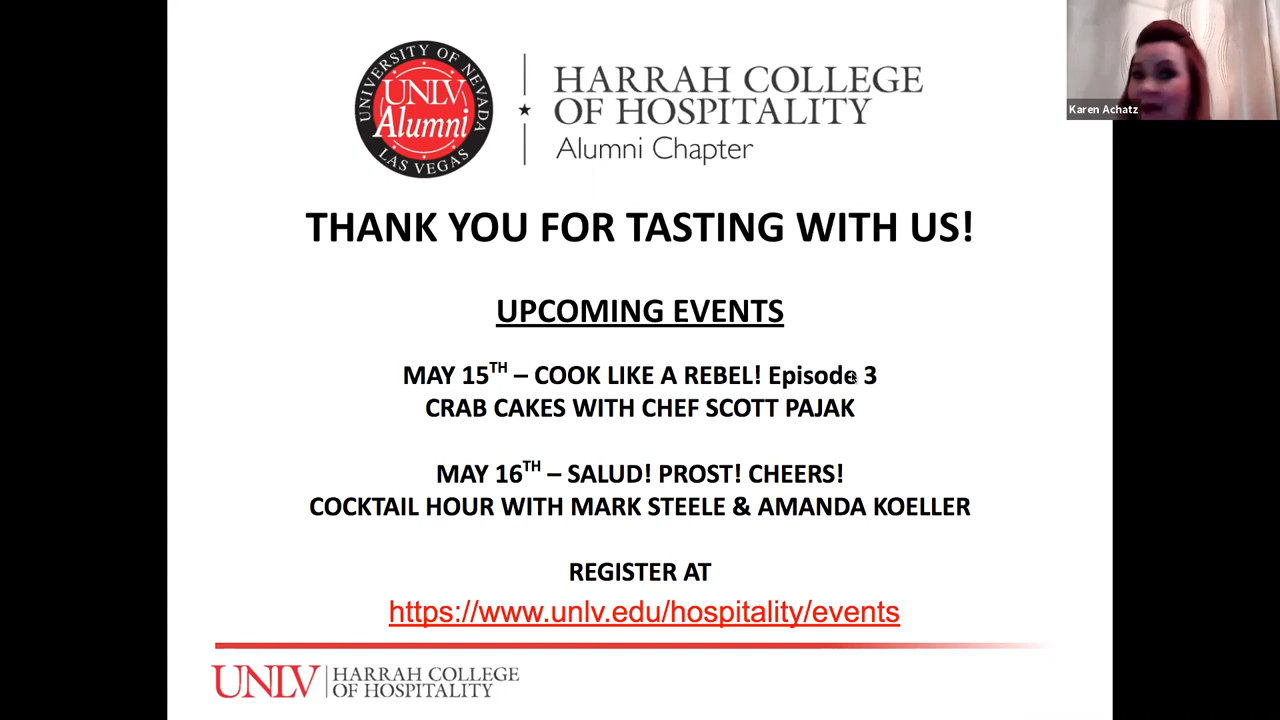 UNIVERSITY OF NEVADA
UNLV
Alumni
LAS VEGAS
HARRAH COLLEGE
OF HOSPITALITY
Alumni Chapter
Karen Achatz
THANK YOU FOR TASTING WITH US!
UPCOMING EVENTS
MAY 15TH – COOK LIKE A REBEL! Episode 3
CRAB CAKES WITH CHEF SCOTT PAJAK
MAY 16TH – SALUD! PROST! CHEERS!
COCKTAIL HOUR WITH MARK STEELE & AMANDA KOELLER
REGISTER AT
https://www.unlv.edu/hospitality/events
UNLV
HARRAH COLLEGE
OF HOSPITALITY